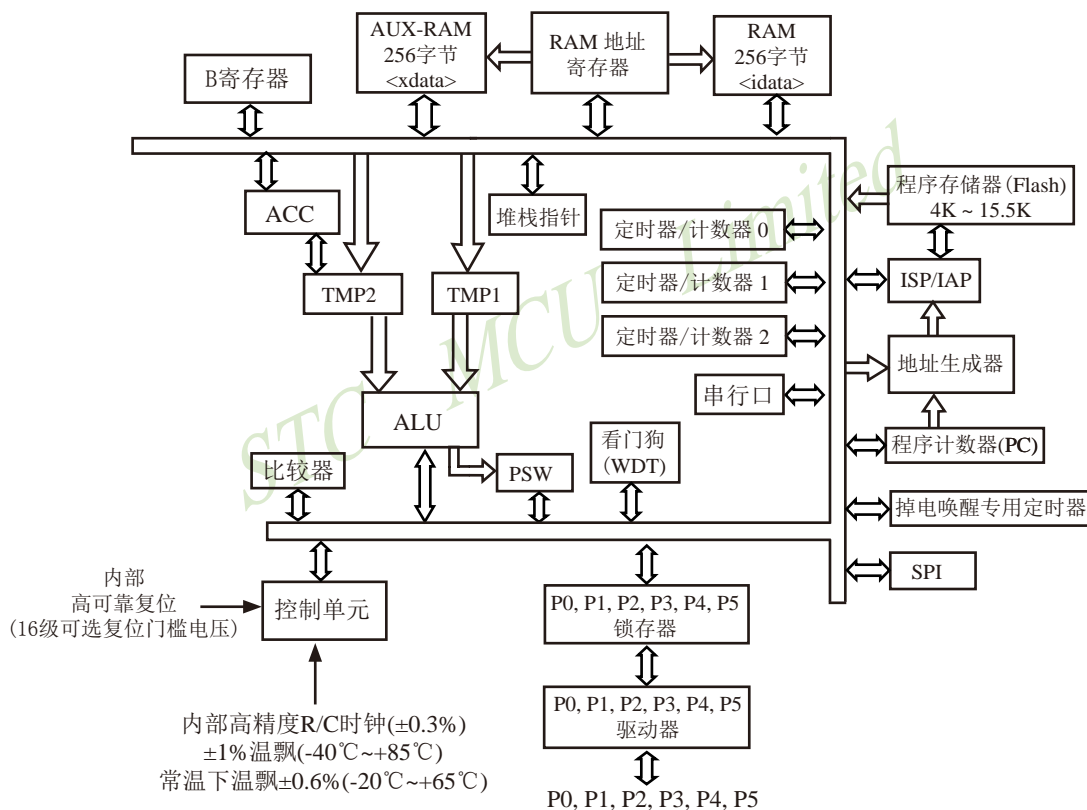 AUX-RAM
256字节
<xdata>
RAM 地址
寄存器
RAM
256字节
<idata>
B寄存器
ACC
堆栈指针
程序存储器(Flash)
4K ~ 15.5K
定时器/计数器 0
TMP2
TMP1
定时器/计数器 1
ISP/IAP
定时器/计数器 2
地址生成器
串行口
ALU
程序计数器(PC)
比较器
PSW
看门狗
(WDT)
掉电唤醒专用定时器
SPI
内部
高可靠复位
(16级可选复位门槛电压)
控制单元
P0, P1, P2, P3, P4, P5
锁存器
内部高精度R/C时钟(±0.3%)
±1%温飘(-40℃~+85℃)
常温下温飘±0.6%(-20℃~+65℃)
P0, P1, P2, P3, P4, P5
驱动器
P0, P1, P2, P3, P4, P5
STC MCU Limited